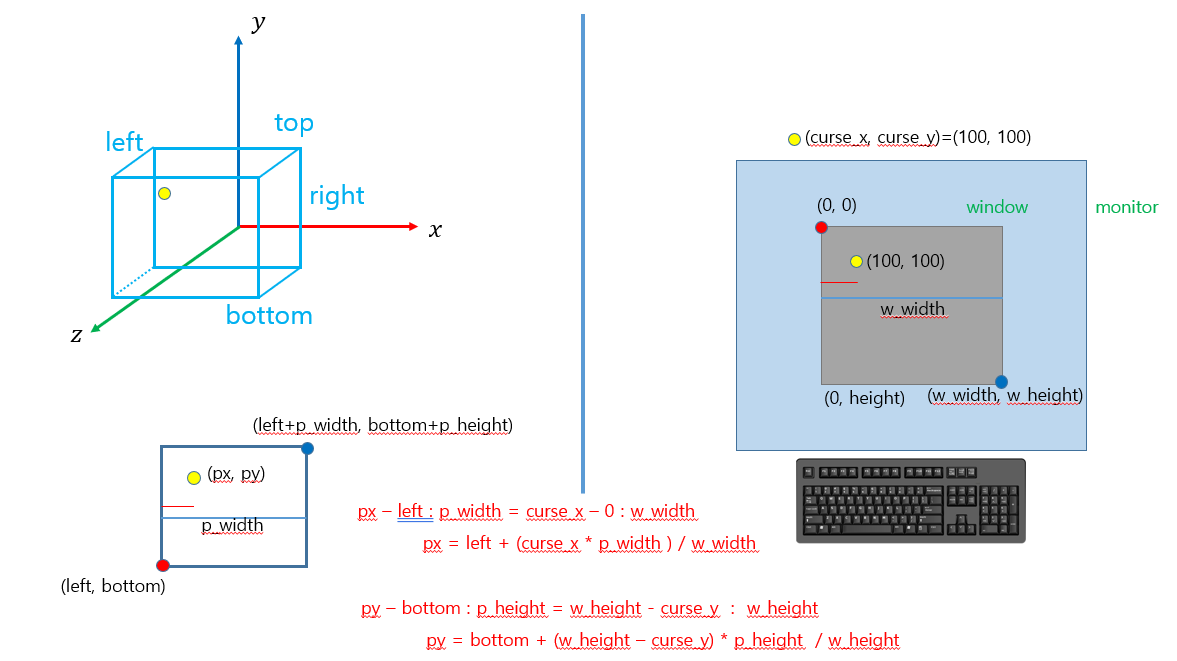 y
top
left
right
x
bottom
z
(curse_x, curse_y)=(100, 100)
(0, 0)
window
monitor
(100, 100)
w_width
(0, height)
(w_width, w_height)
(left+p_width, bottom+p_height)
(px, py)
p_width
(left, bottom)
px – left : p_width = curse_x – 0 : w_width
px = left + (curse_x * p_width ) / w_width
py – bottom : p_height = w_height - curse_y : w_height
py = bottom + (w_height – curse_y) * p_height / w_height